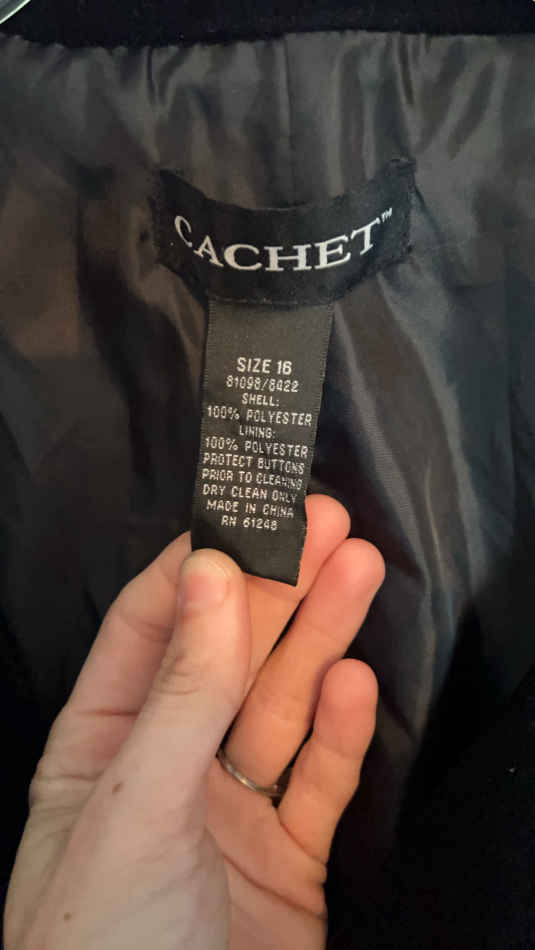 CACHET™
SIZE 16
81098/8Q22
SHELL:
100% POLYESTER
LINING:
100% POLYESTER
PROTECT BUTTONS
PRIOR TO CLEANING
DRY CLEAN ONLY
MADE IN CHINA
RN 61248